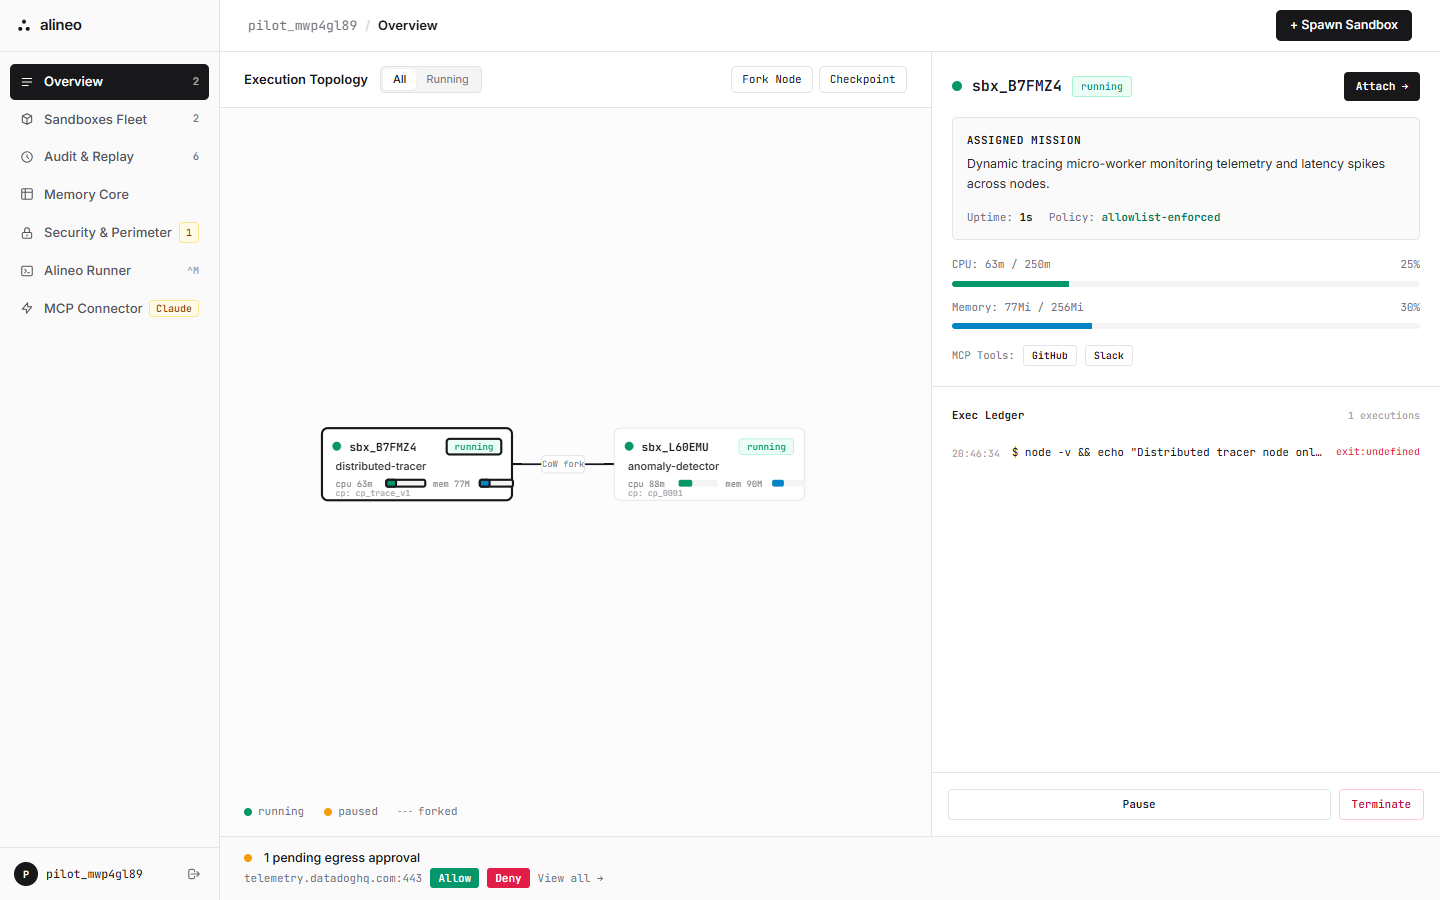 alineo
pilot_mwp4gl89 / Overview
+ Spawn Sandbox
Overview 2
Sandboxes Fleet 2
Audit & Replay 6
Memory Core
Security & Perimeter 1
Alineo Runner ^M
MCP Connector Claude
P pilot_mwp4gl89
Execution Topology All Running Fork Node Checkpoint
sbx_B7FMZ4 running
distributed-tracer
cpu 63m mem 77M
cp: cp_trace_v1
CoW fork
sbx_L60EMU running
anomaly-detector
cpu 88m mem 90M
cp: cp_0001
running paused --- forked
sbx_B7FMZ4 running Attach →
ASSIGNED MISSION
Dynamic tracing micro-worker monitoring telemetry and latency spikes
across nodes.
Uptime: 1s Policy: allowlist-enforced
CPU: 63m / 250m 25%
Memory: 77Mi / 256Mi 30%
MCP Tools: GitHub Slack
Exec Ledger 1 executions
20:46:34 $ node -v && echo "Distributed tracer node onl… exit:undefined
Pause Terminate
1 pending egress approval
telemetry.datadoghq.com:443 Allow Deny View all →